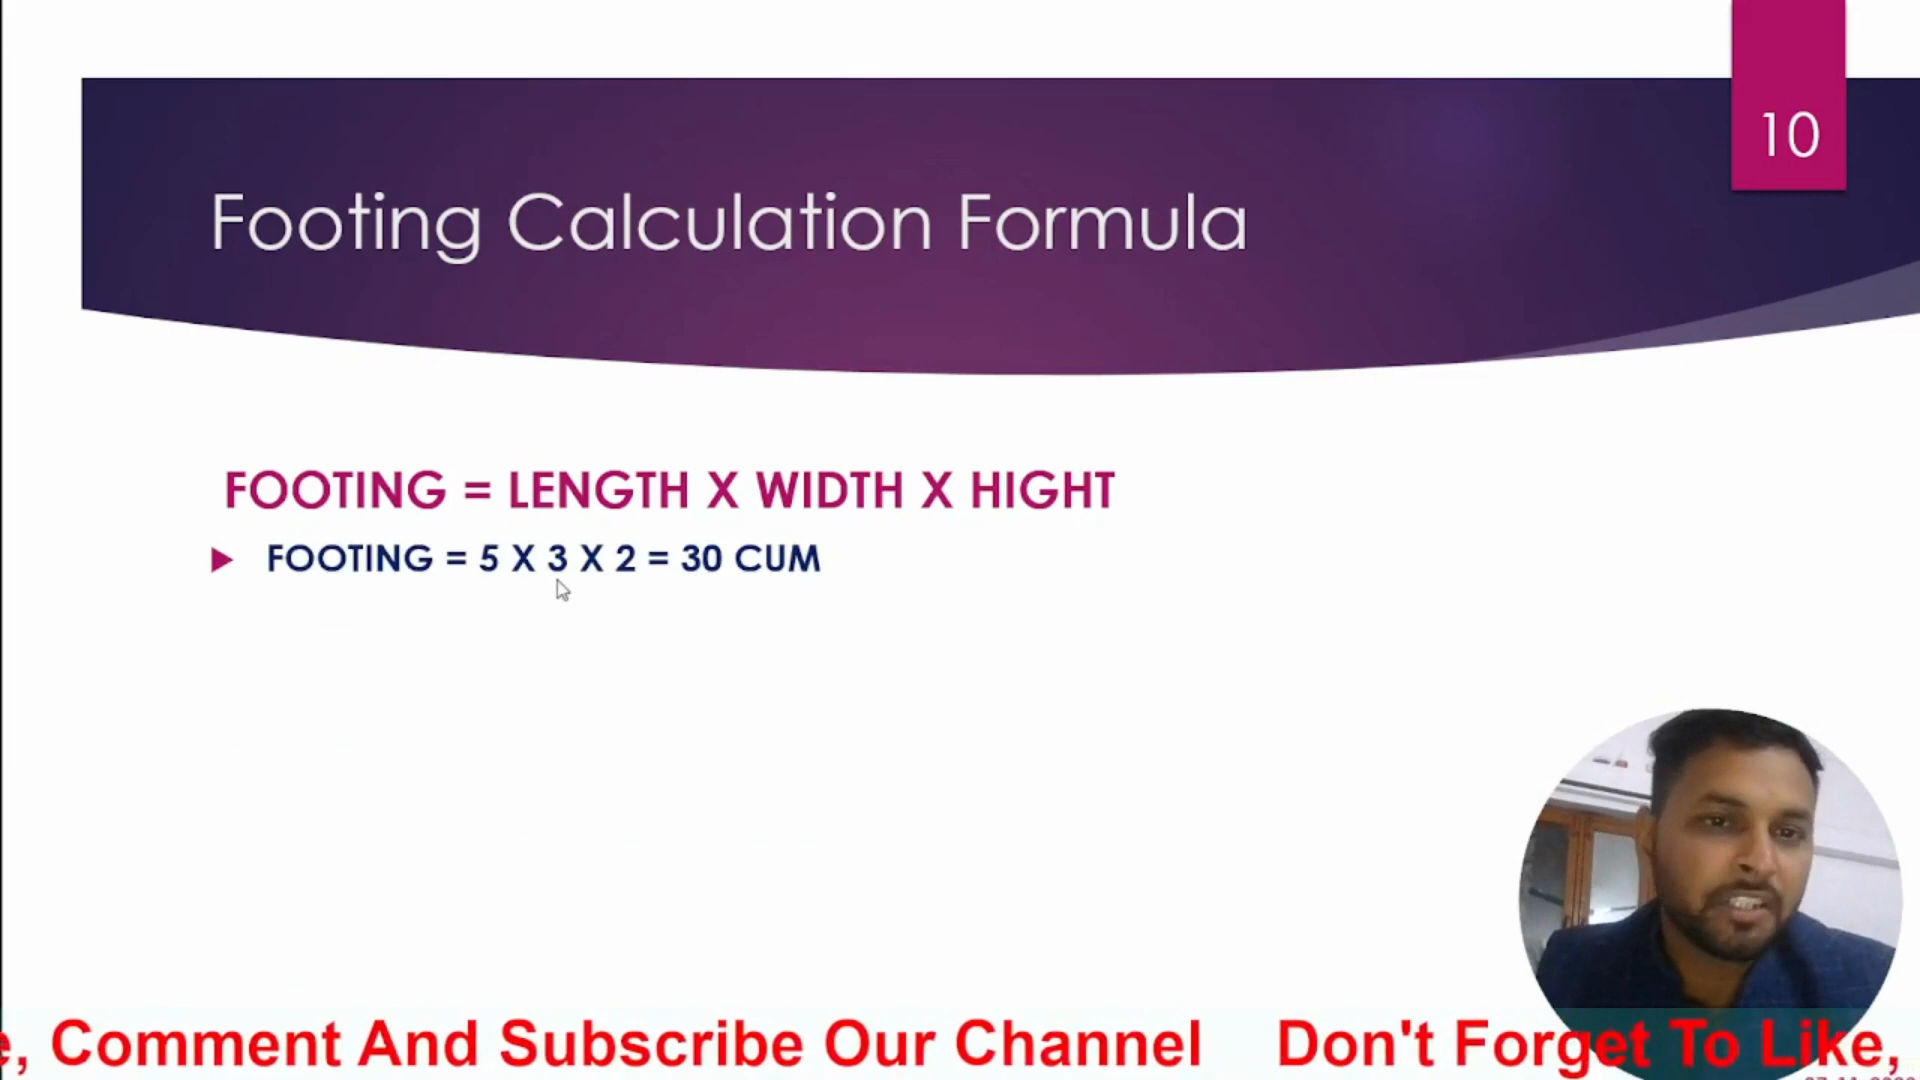 10
Footing Calculation Formula
FOOTING = LENGTH X WIDTH X HIGHT
FOOTING = 5 X 3 X 2 = 30 CUM
, Comment And Subscribe Our Channel Don't Forget To Like,